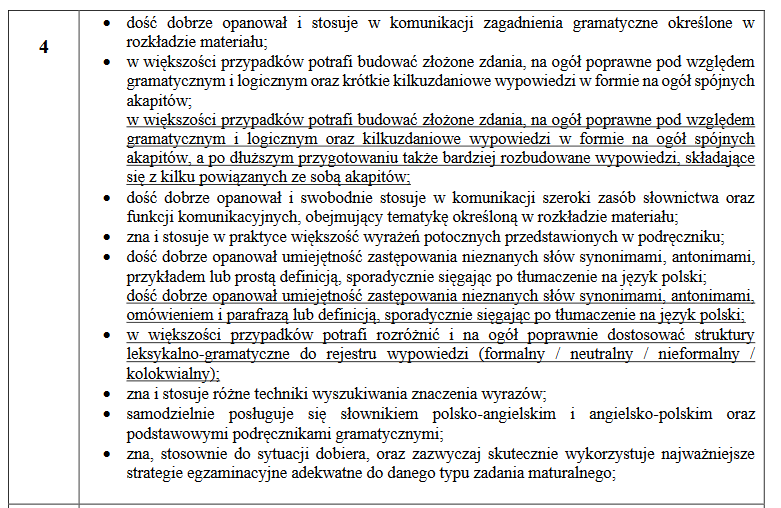 4
• dość dobrze opanował i stosuje w komunikacji zagadnienia gramatyczne określone w
rozkładzie materiału;
• w większości przypadków potrafi budować złożone zdania, na ogół poprawne pod względem
gramatycznym i logicznym oraz krótkie kilkuzdaniowe wypowiedzi w formie na ogół spójnych
akapitów;
w większości przypadków potrafi budować złożone zdania, na ogół poprawne pod względem
gramatycznym i logicznym oraz kilkuzdaniowe wypowiedzi w formie na ogół spójnych
akapitów, a po dłuższym przygotowaniu także bardziej rozbudowane wypowiedzi, składające
się z kilku powiązanych ze sobą akapitów;
• dość dobrze opanował i swobodnie stosuje w komunikacji szeroki zasób słownictwa oraz
funkcji komunikacyjnych, obejmujący tematykę określoną w rozkładzie materiału;
• zna i stosuje w praktyce większość wyrażeń potocznych przedstawionych w podręczniku;
• dość dobrze opanował umiejętność zastępowania nieznanych słów synonimami, antonimami,
przykładem lub prostą definicją, sporadycznie sięgając po tłumaczenie na język polski;
dość dobrze opanował umiejętność zastępowania nieznanych słów synonimami, antonimami,
omówieniem i parafrazą lub definicją, sporadycznie sięgając po tłumaczenie na język polski;
• w większości przypadków potrafi rozróżnić i na ogół poprawnie dostosować struktury
leksykalno-gramatyczne do rejestru wypowiedzi (formalny / neutralny / nieformalny /
kolokwialny);
• zna i stosuje różne techniki wyszukiwania znaczenia wyrazów;
• samodzielnie posługuje się słownikiem polsko-angielskim i angielsko-polskim oraz
podstawowymi podręcznikami gramatycznymi;
• zna, stosownie do sytuacji dobiera, oraz zazwyczaj skutecznie wykorzystuje najważniejsze
strategie egzaminacyjne adekwatne do danego typu zadania maturalnego;